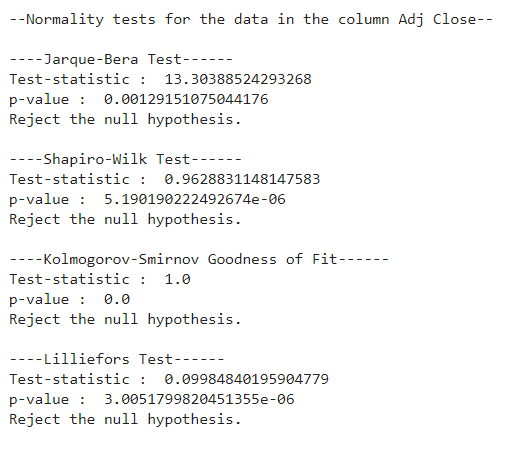 --Normality tests for the data in the column Adj Close--
----Jarque-Bera Test------
Test-statistic :  13.30388524293268
p-value :  0.00129151075044176
Reject the null hypothesis.
----Shapiro-Wilk Test------
Test-statistic :  0.9628831148147583
p-value :  5.190190222492674e-06
Reject the null hypothesis.
----Kolmogorov-Smirnov Goodness of Fit------
Test-statistic :  1.0
p-value :  0.0
Reject the null hypothesis.
----Lilliefors Test------
Test-statistic :  0.09984840195904779
p-value :  3.0051799820451355e-06
Reject the null hypothesis.